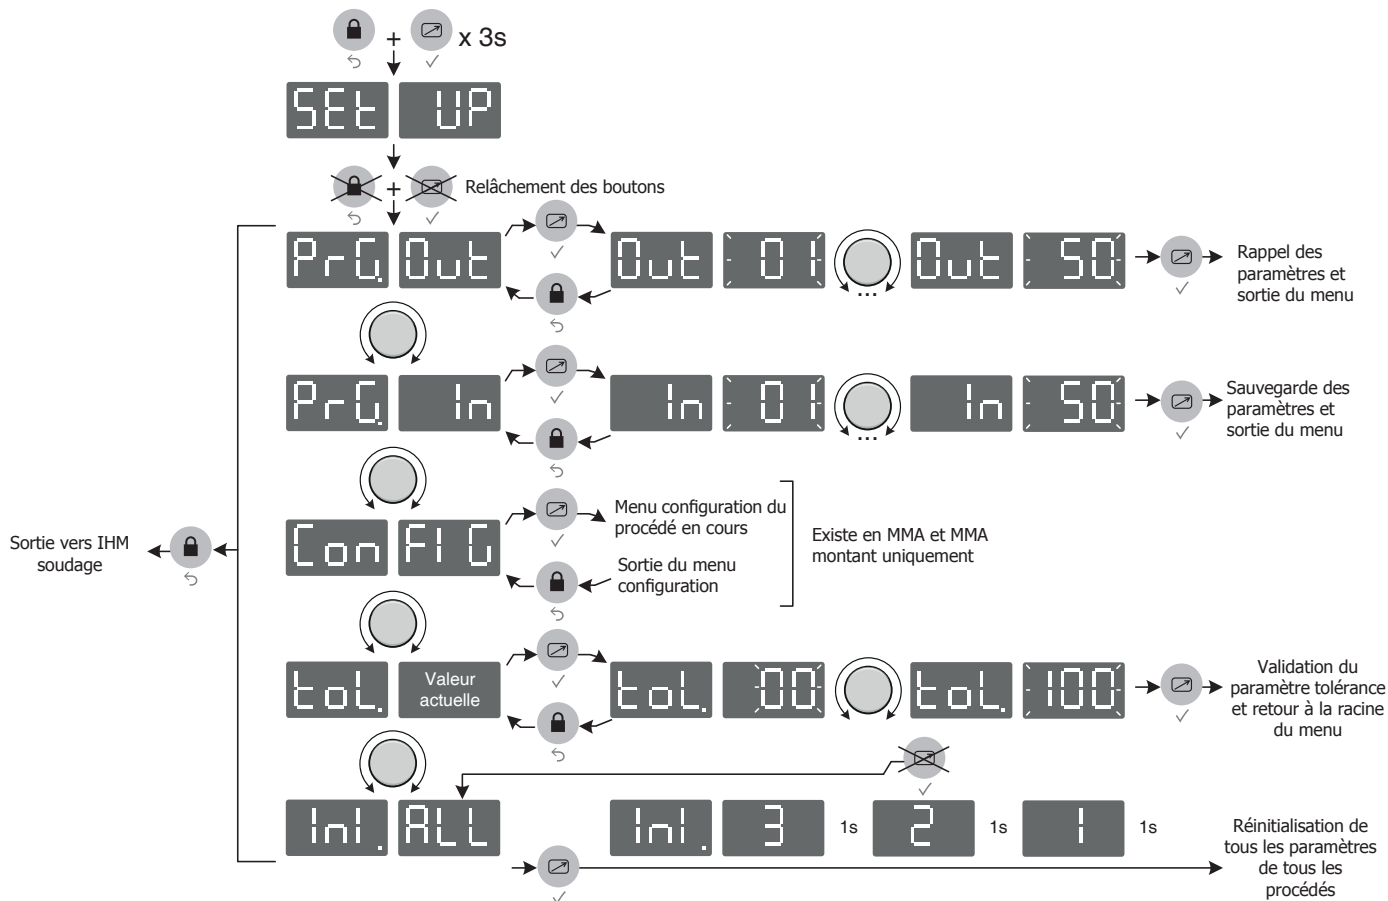 +
x 3s
SEt UP
+
Relâchement des boutons
PrG. Out
Out 01
...
Out 50
Rappel des
paramètres et
sortie du menu
PrG. In
In 01
...
In 50
Sauvegarde des
paramètres et
sortie du menu
Con FIG
Menu configuration du
procédé en cours
Sortie du menu
configuration
Existe en MMA et MMA
montant uniquement
Sortie vers IHM
soudage
toL.
Valeur
actuelle
toL. 00
toL. 100
Validation du
paramètre tolérance
et retour à la racine
du menu
InI. ALL
InI. 3
1s
2
1s
1
1s
Réinitialisation de
tous les paramètres
de tous les
procédés